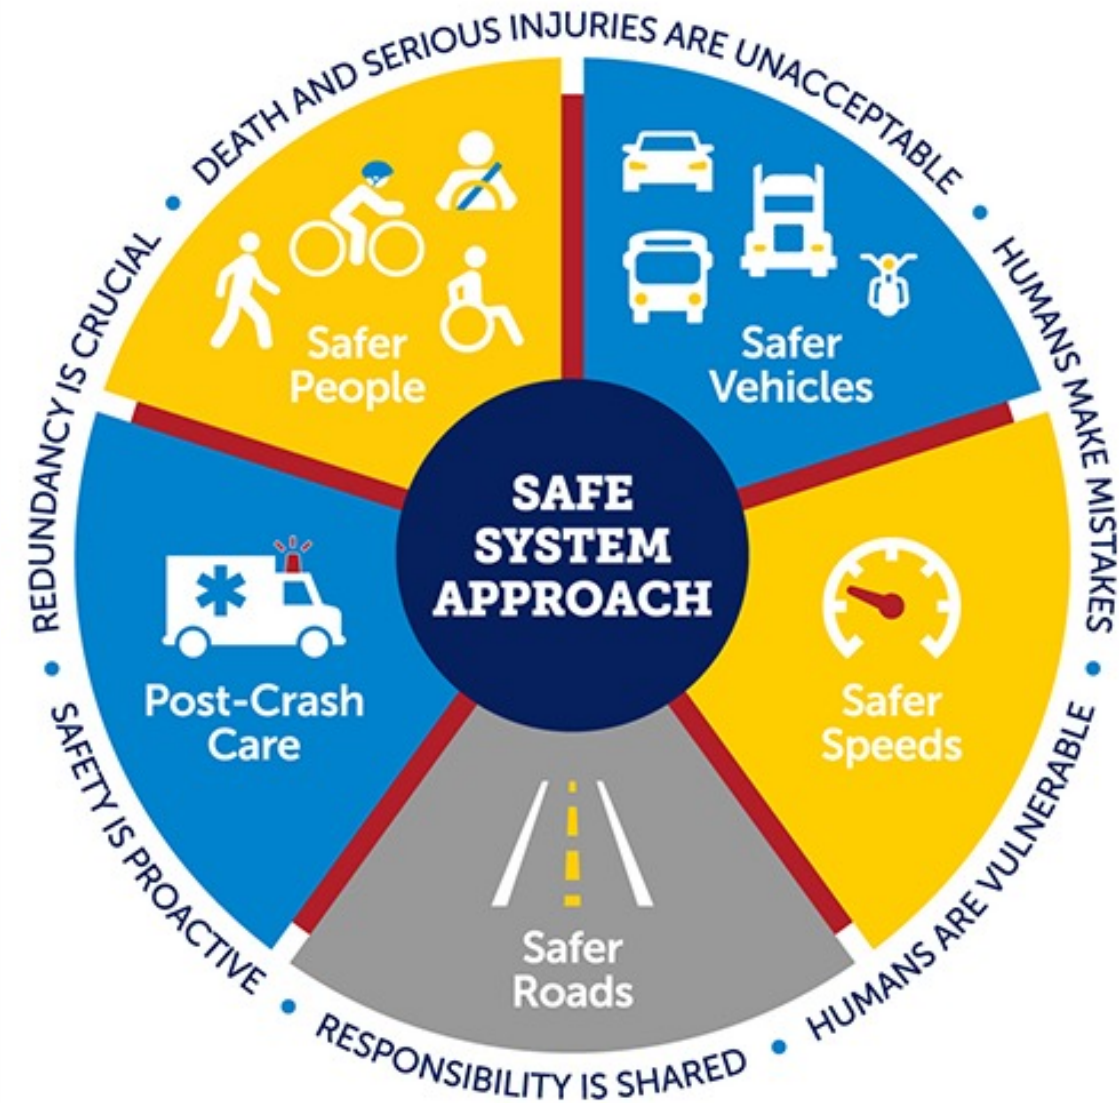 DEATH AND SERIOUS INJURIES ARE UNACCEPTABLE
HUMANS MAKE MISTAKES
HUMANS ARE VULNERABLE
RESPONSIBILITY IS SHARED
SAFETY IS PROACTIVE
REDUNDANCY IS CRUCIAL
Safer
People
Safer
Vehicles
SAFE
SYSTEM
APPROACH
Post-Crash
Care
Safer
Speeds
Safer
Roads